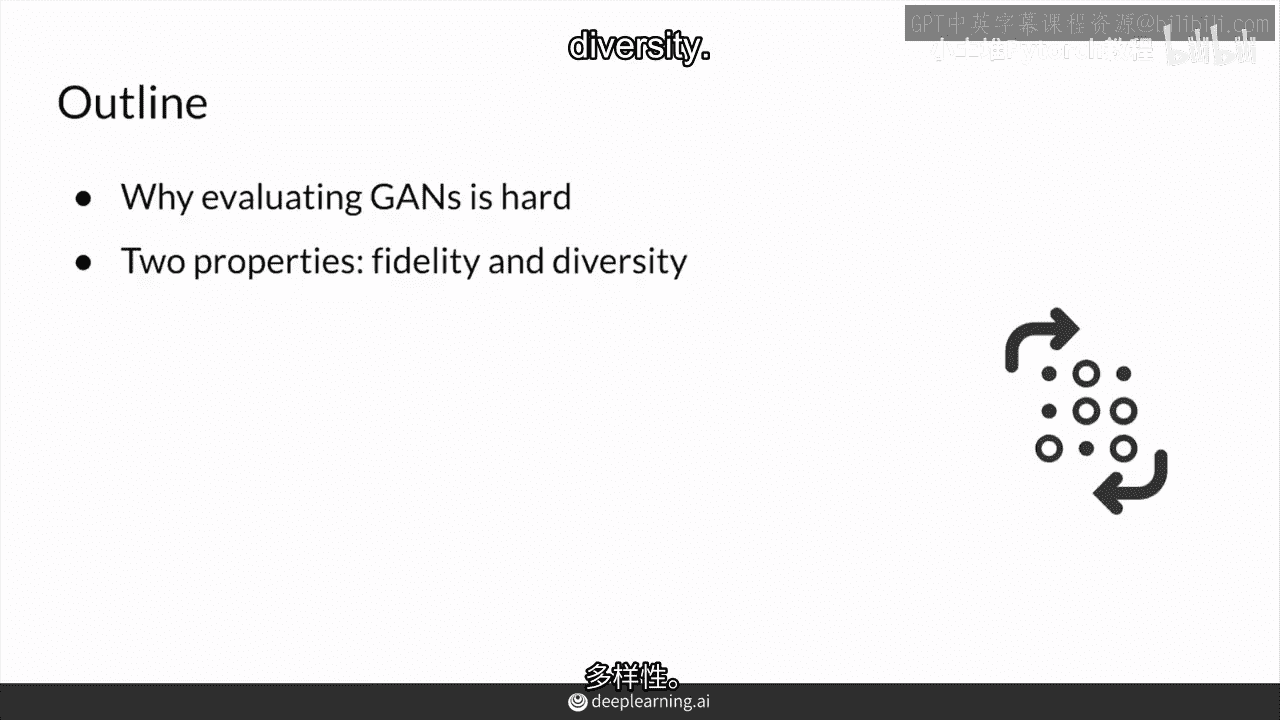 GPT中英字幕课程资源@bilibili.com
diversity.
Outline
● Why evaluating GANs is hard
● Two properties: fidelity and diversity
多样性。
deeplearning.ai